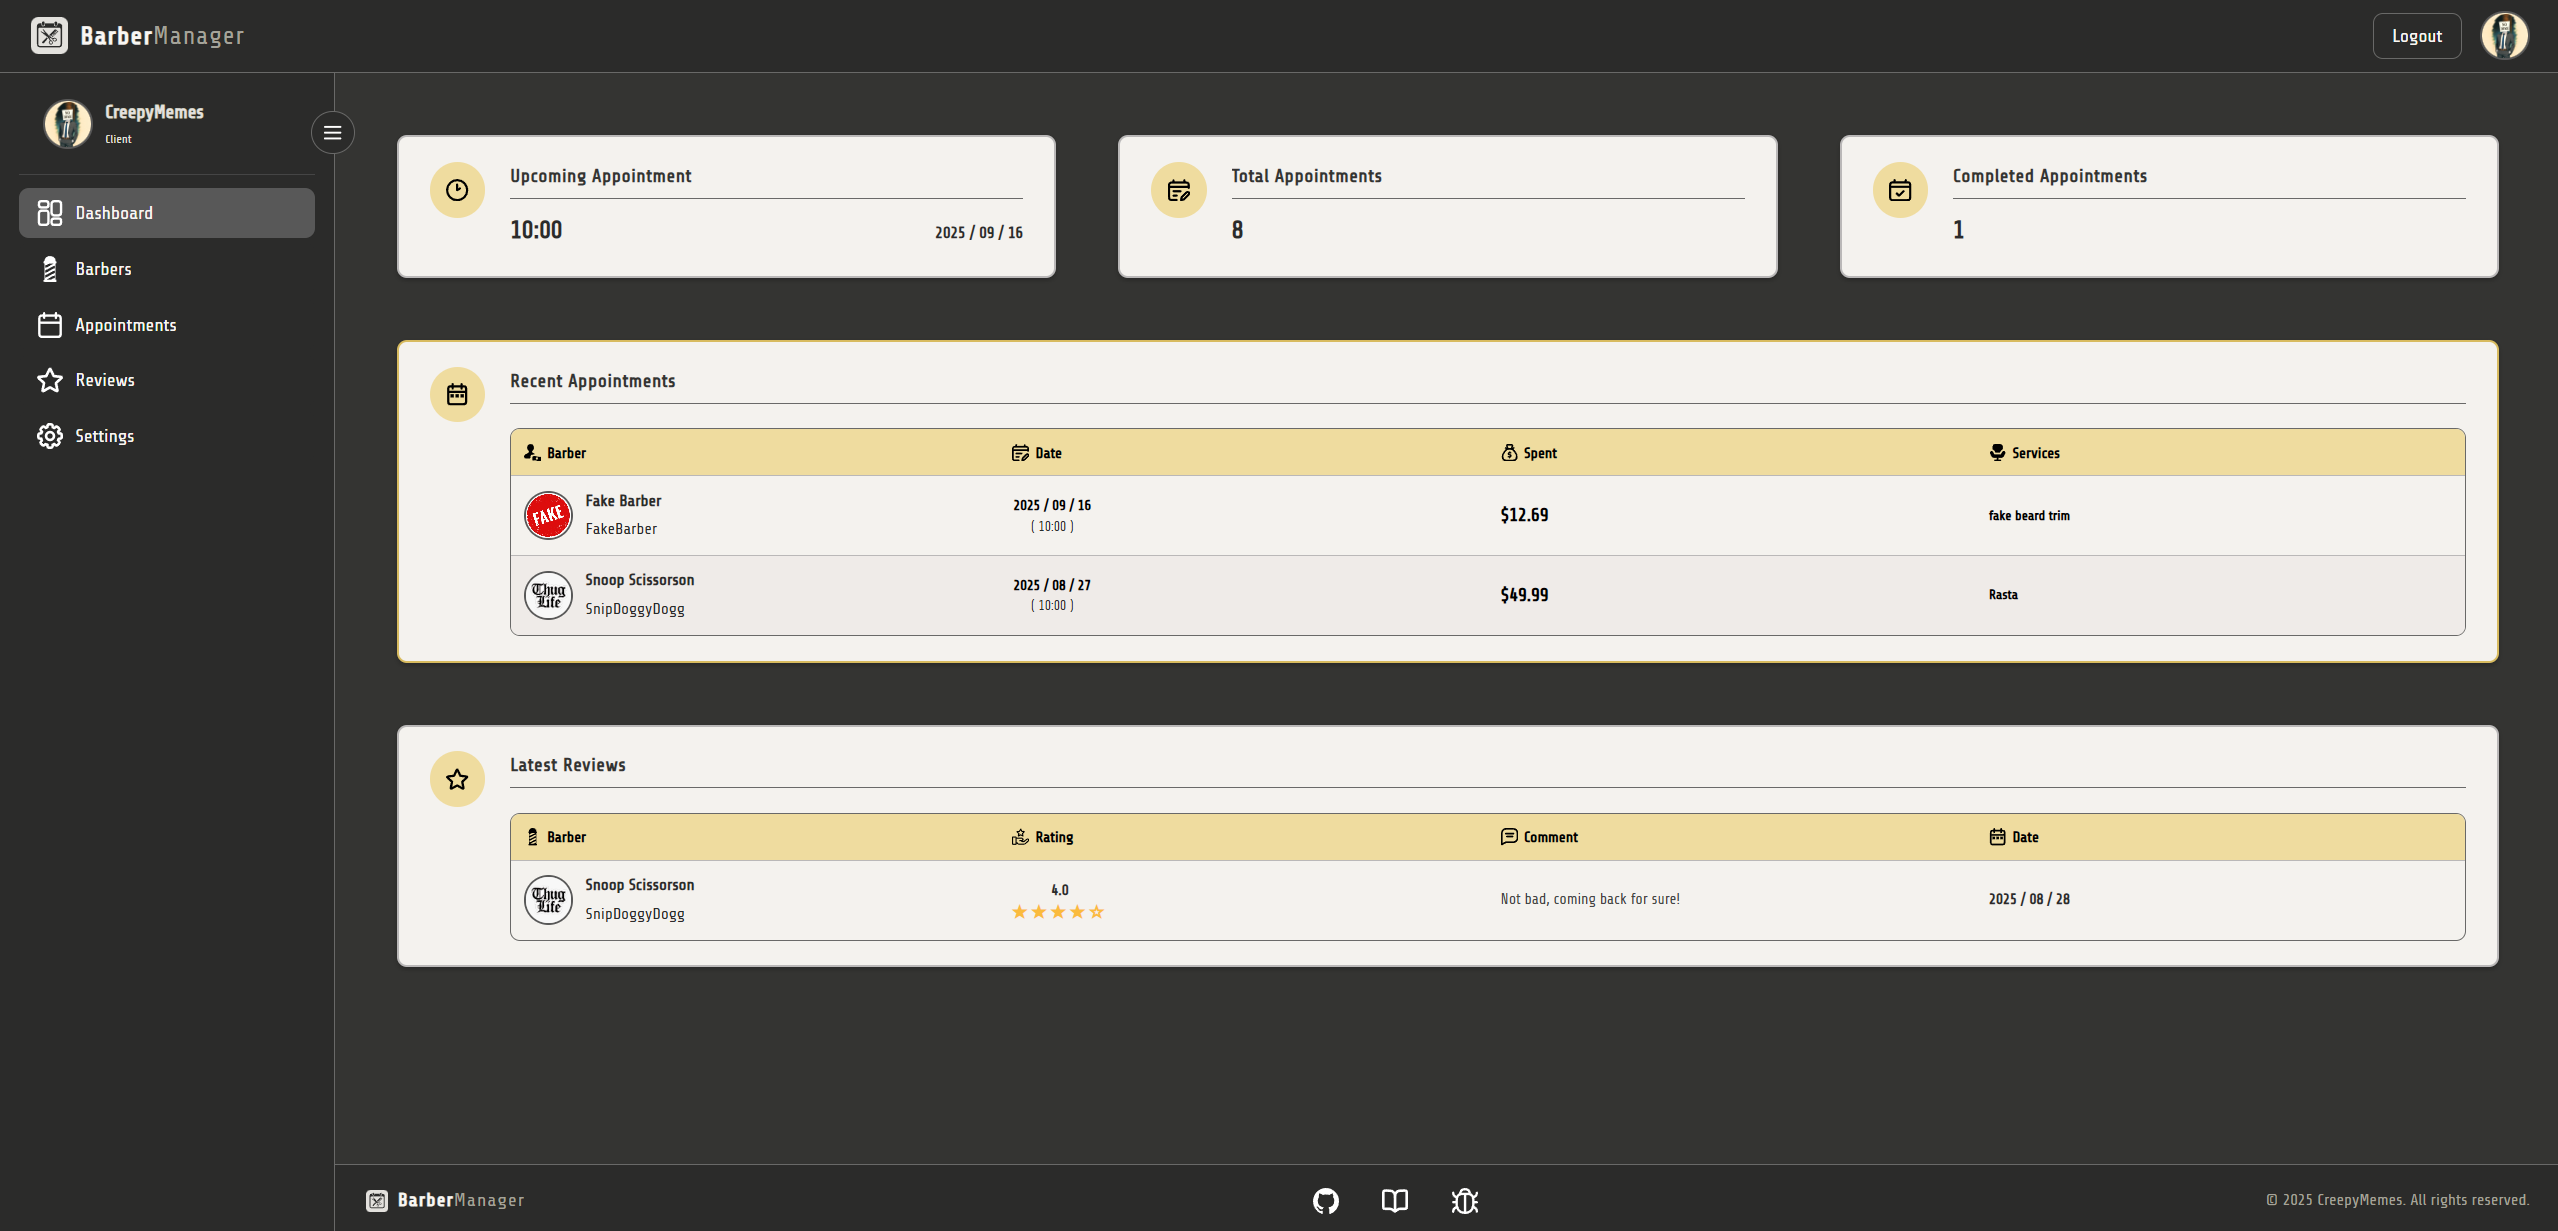 BarberManager
Logout
CreepyMemes
Client
Dashboard
Barbers
Appointments
Reviews
Settings
Upcoming Appointment
10:00 2025 / 09 / 16
Total Appointments
8
Completed Appointments
1
Recent Appointments
Barber Date Spent Services
Fake Barber
FakeBarber
FAKE
2025 / 09 / 16
( 10:00 )
$12.69
fake beard trim
Snoop Scissorson
SnipDoggyDogg
Thug
Life
2025 / 08 / 27
( 10:00 )
$49.99
Rasta
Latest Reviews
Barber Rating Comment Date
Snoop Scissorson
SnipDoggyDogg
Thug
Life
4.0
Not bad, coming back for sure!
2025 / 08 / 28
BarberManager
© 2025 CreepyMemes. All rights reserved.